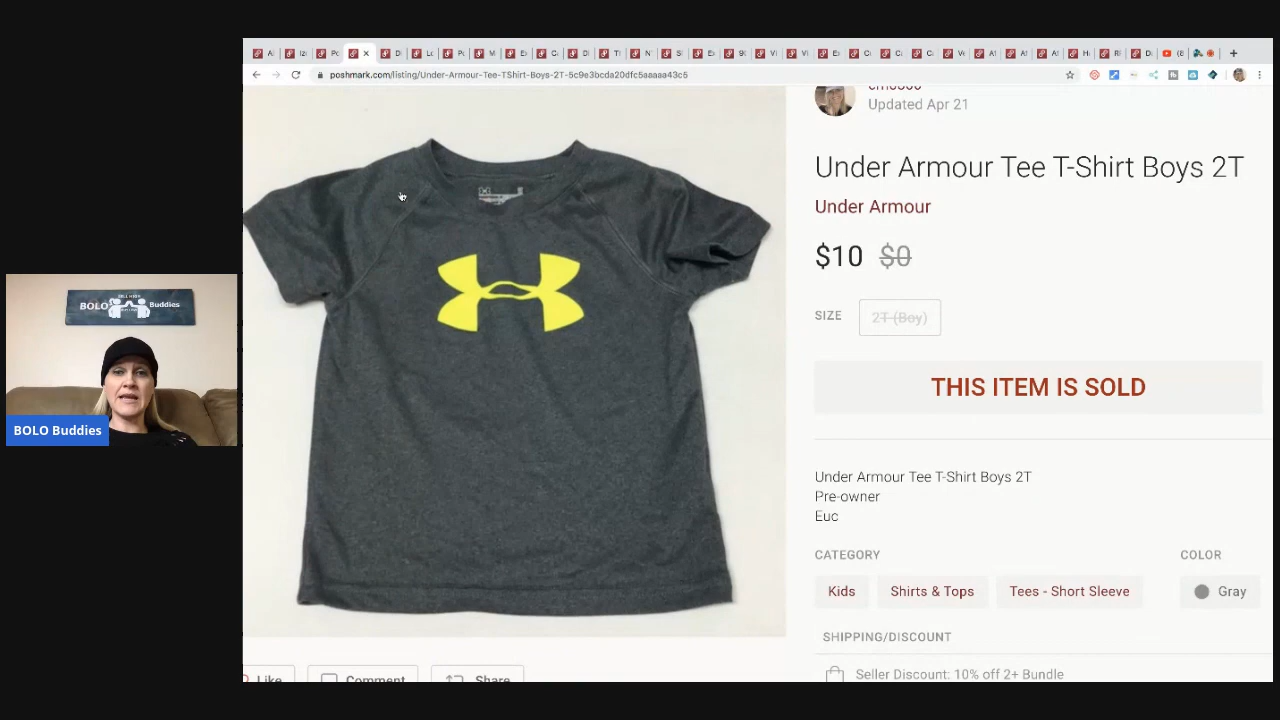 poshmark.com/listing/Under-Armour-Tee-TShirt-Boys-2T-5c9e3bcda20dfc5aaaaa43c5
Updated Apr 21
Under Armour Tee T-Shirt Boys 2T
Under Armour
$10 $0
SIZE 2T (Boy)
THIS ITEM IS SOLD
Under Armour Tee T-Shirt Boys 2T
Pre-owner
Euc
CATEGORY COLOR
Kids Shirts & Tops Tees - Short Sleeve Gray
SHIPPING/DISCOUNT
Seller Discount: 10% off 2+ Bundle
Like Comment Share
BOLO Buddies
BOLO Buddies